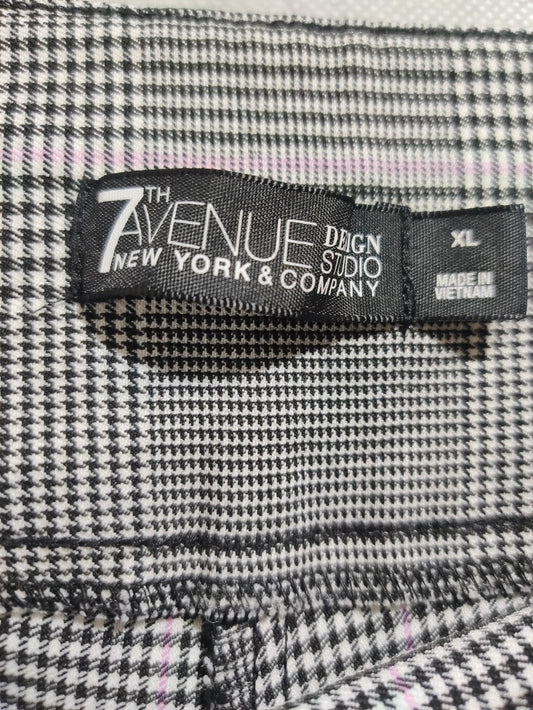 7TH
AVENUE
DESIGN
STUDIO
NEW YORK & COMPANY
XL
MADE IN
VIETNAM